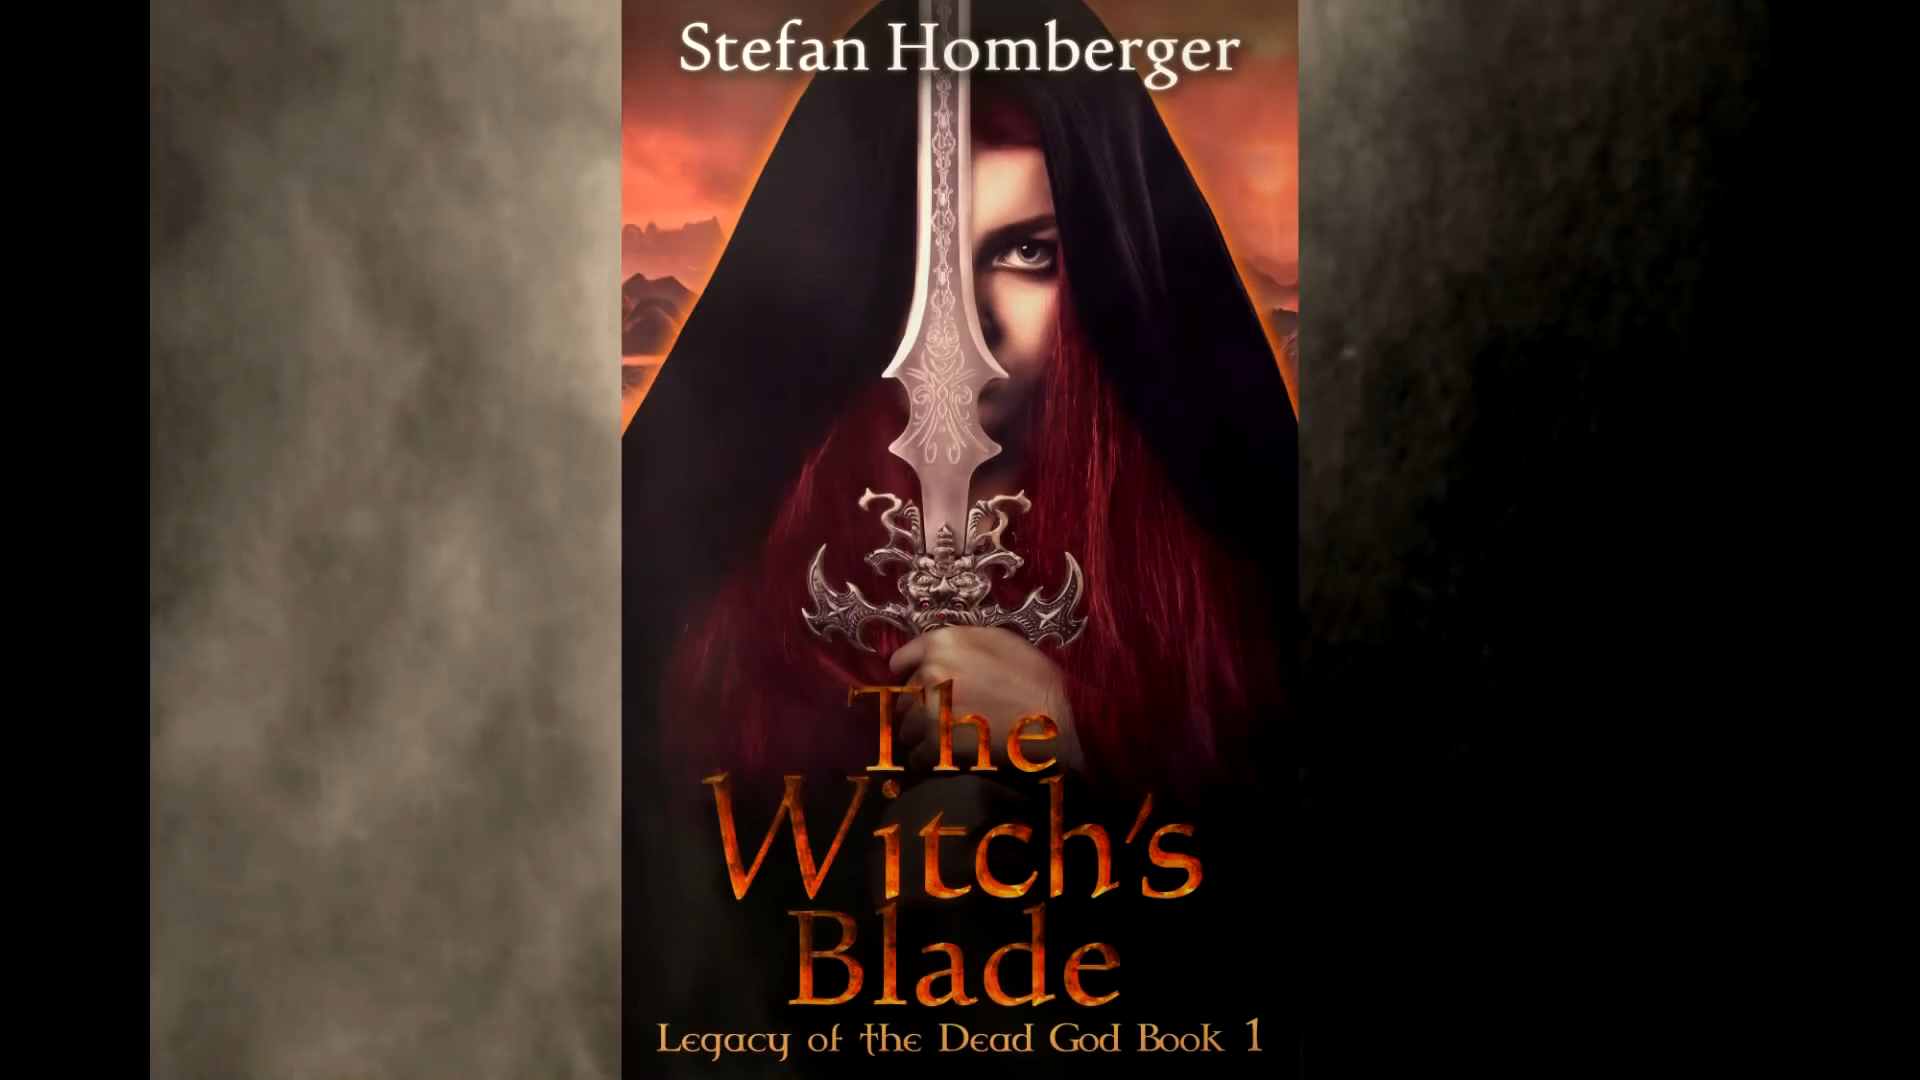 Stefan Homberger
The
Witch's
Blade
Legacy of the Dead God Book 1